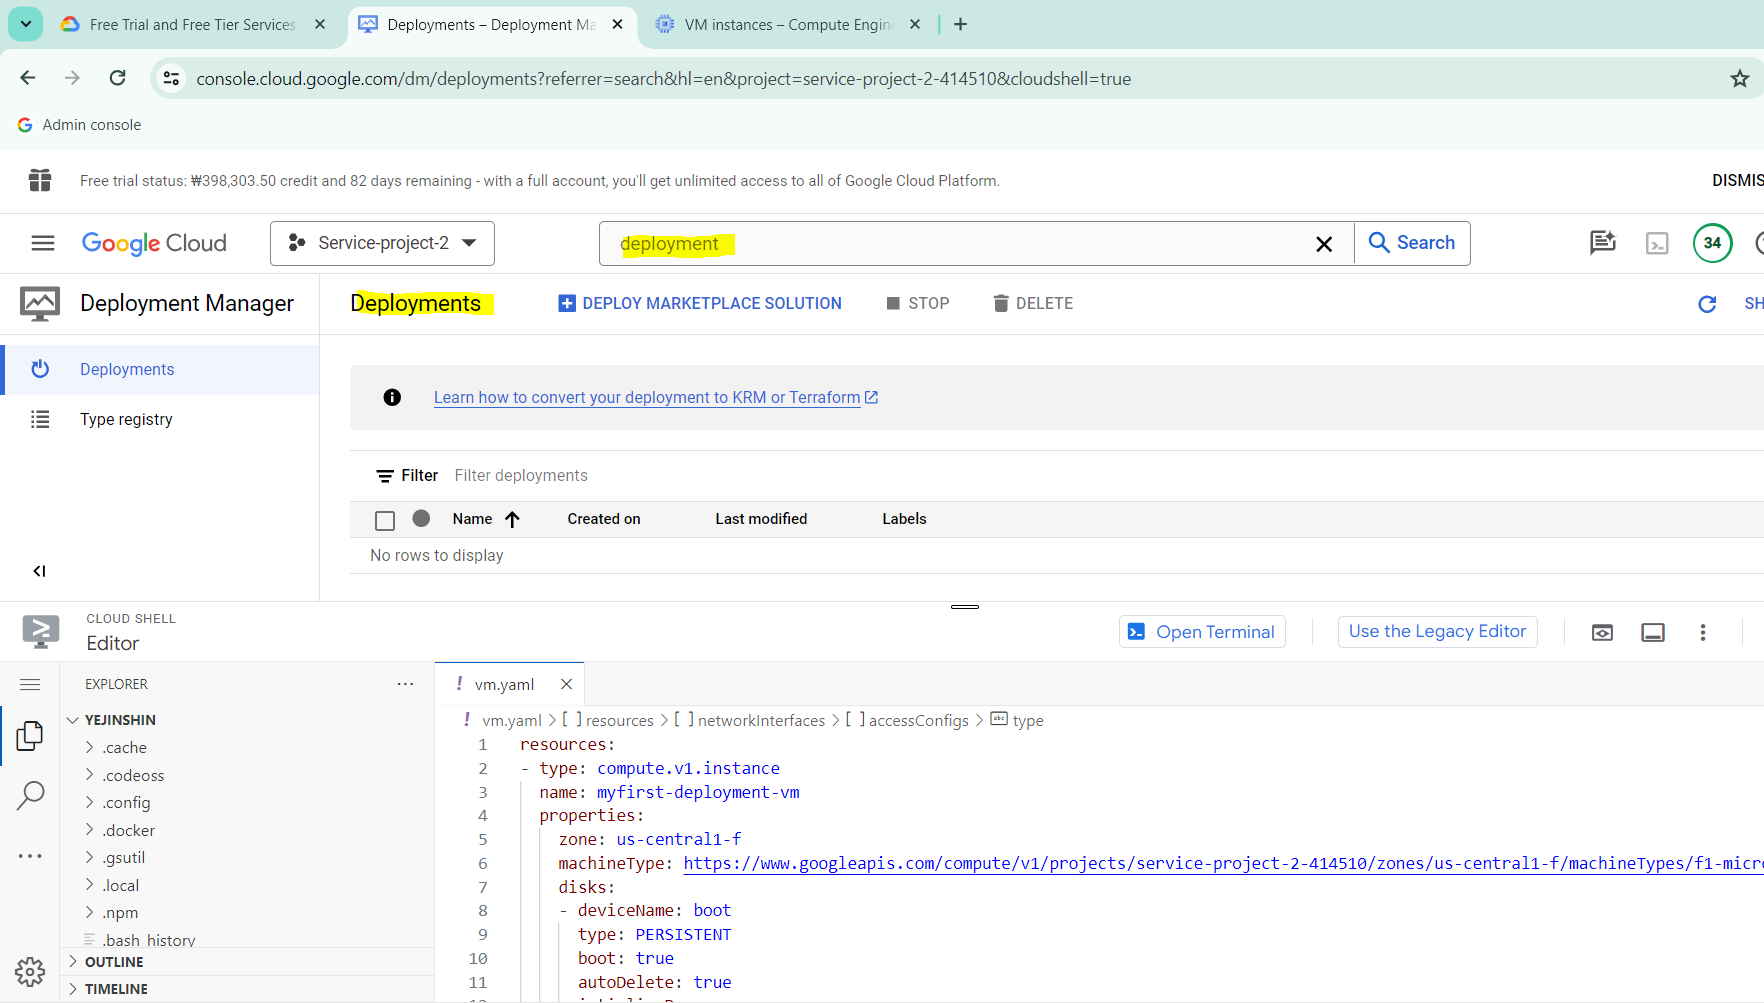 Free Trial and Free Tier Services
Deployments – Deployment Ma
VM instances – Compute Engin
console.cloud.google.com/dm/deployments?referrer=search&hl=en&project=service-project-2-414510&cloudshell=true
Admin console
Free trial status: ₩398,303.50 credit and 82 days remaining - with a full account, you'll get unlimited access to all of Google Cloud Platform.
DISMIS
Google Cloud
Service-project-2
deployment
Search
34
Deployment Manager
Deployments
DEPLOY MARKETPLACE SOLUTION
STOP
DELETE
SH
Deployments
Type registry
Learn how to convert your deployment to KRM or Terraform
Filter
Filter deployments
Name
Created on
Last modified
Labels
No rows to display
CLOUD SHELL
Editor
Open Terminal
Use the Legacy Editor
EXPLORER
YEJINSHIN
.cache
.codeoss
.config
.docker
.gsutil
.local
.npm
.bash_history
OUTLINE
TIMELINE
! vm.yaml
! vm.yaml > [ ] resources > [ ] networkInterfaces > [ ] accessConfigs > abc type
1 resources:
2 - type: compute.v1.instance
3 name: myfirst-deployment-vm
4 properties:
5 zone: us-central1-f
6 machineType: https://www.googleapis.com/compute/v1/projects/service-project-2-414510/zones/us-central1-f/machineTypes/f1-micr
7 disks:
8 - deviceName: boot
9 type: PERSISTENT
10 boot: true
11 autoDelete: true